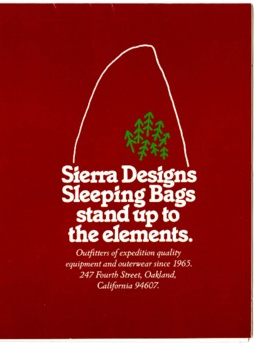 Sierra Designs
Sleeping Bags
stand up to
the elements.
Outfitters of expedition quality
equipment and outerwear since 1965.
247 Fourth Street, Oakland,
California 94607.